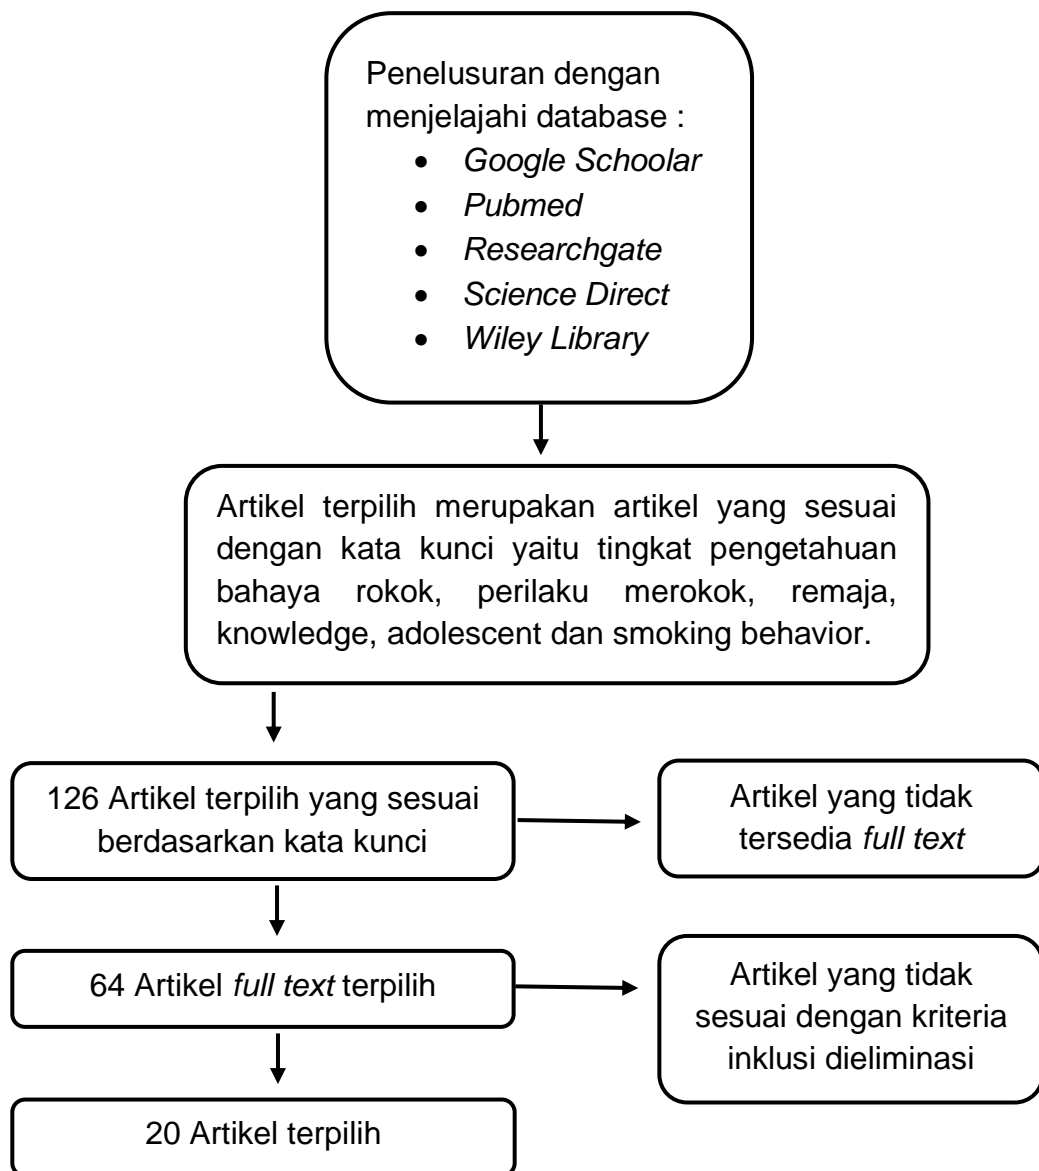 Penelusuran dengan
menjelajahi database :
• Google Schoolar
• Pubmed
• Researchgate
• Science Direct
• Wiley Library
Artikel terpilih merupakan artikel yang sesuai
dengan kata kunci yaitu tingkat pengetahuan
bahaya rokok, perilaku merokok, remaja,
knowledge, adolescent dan smoking behavior.
126 Artikel terpilih yang sesuai
berdasarkan kata kunci
Artikel yang tidak
tersedia full text
64 Artikel full text terpilih
Artikel yang tidak
sesuai dengan kriteria
inklusi dieliminasi
20 Artikel terpilih